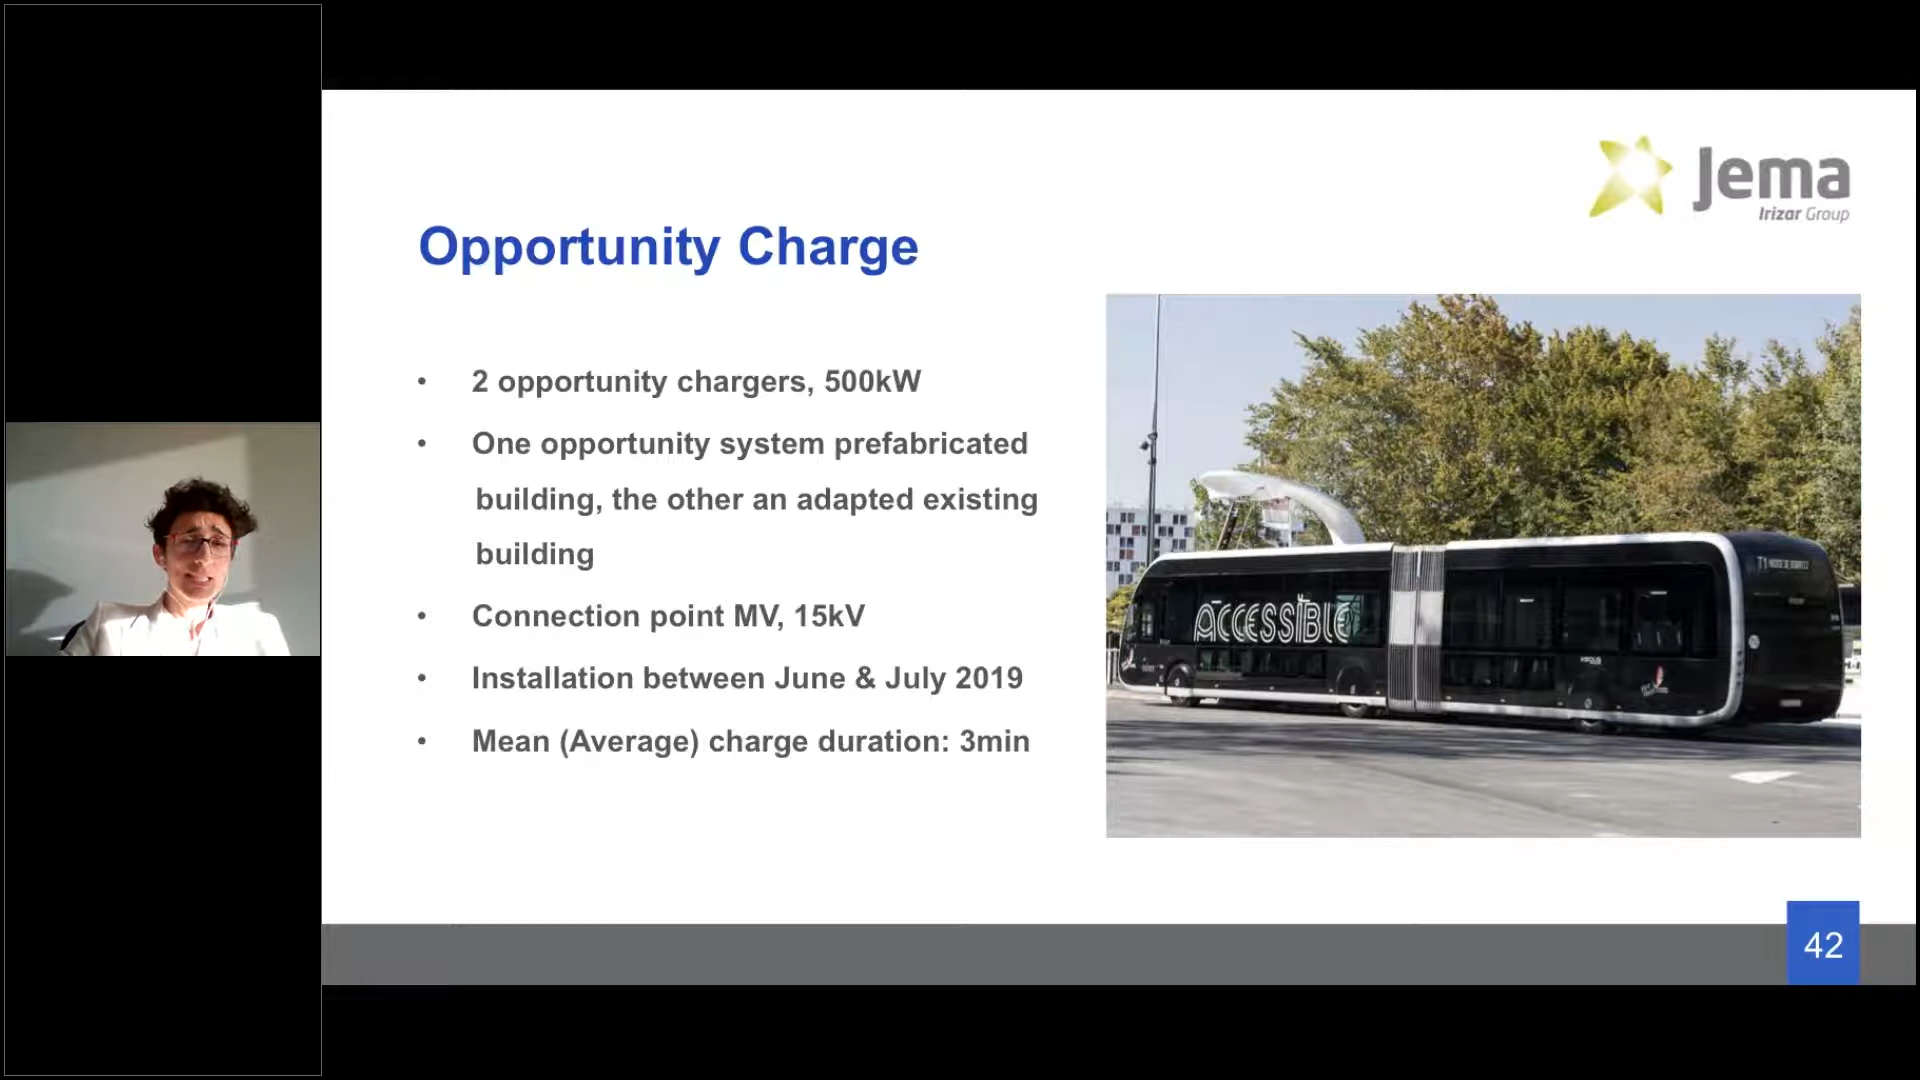 Jema
Irizar Group
Opportunity Charge
• 2 opportunity chargers, 500kW
• One opportunity system prefabricated
building, the other an adapted existing
building
• Connection point MV, 15kV
• Installation between June & July 2019
• Mean (Average) charge duration: 3min
ACCESSIBLE
42